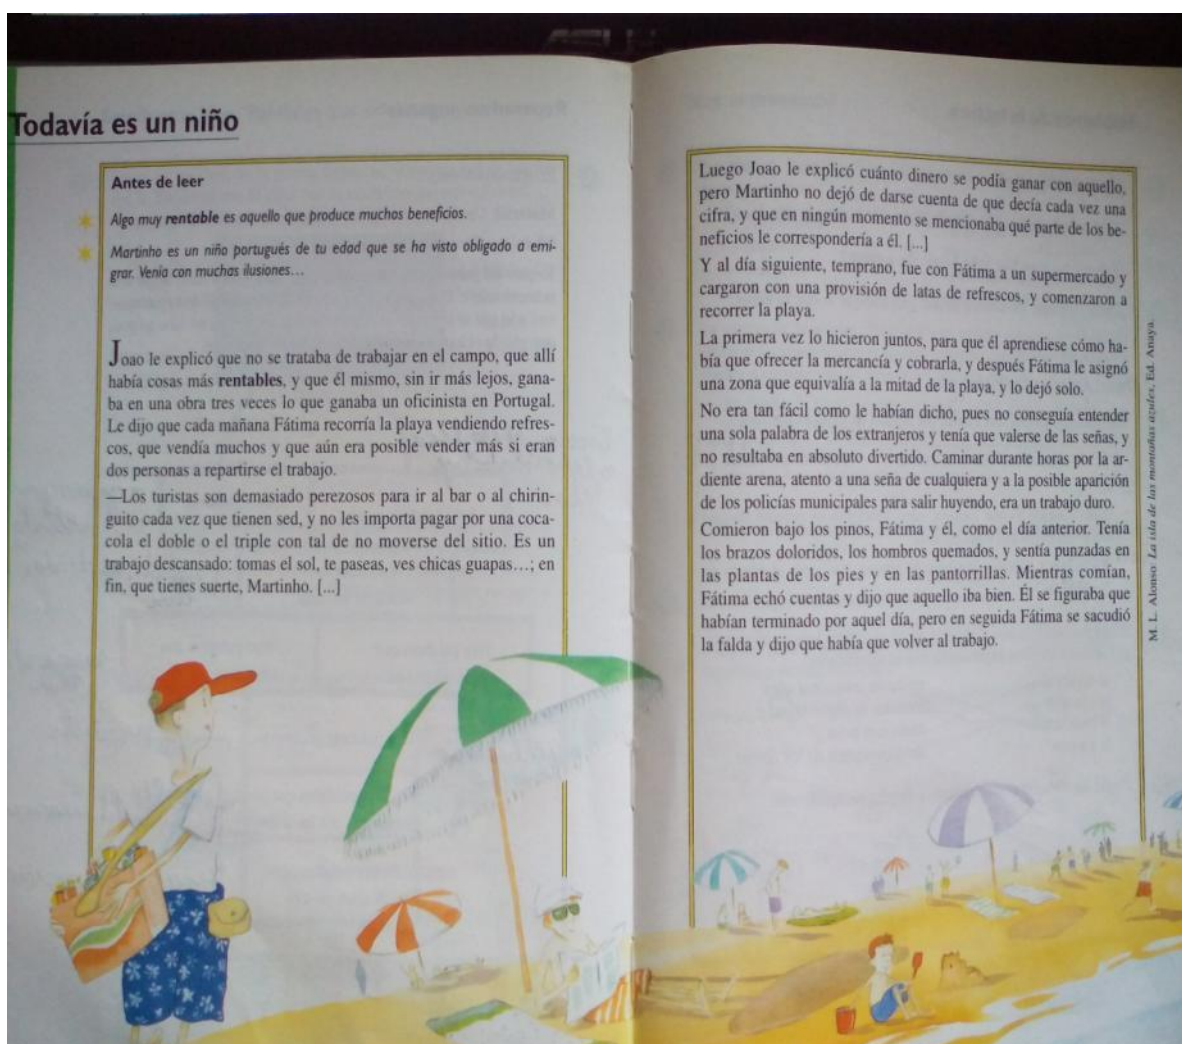 Todavía es un niño
Antes de leer
Algo muy rentable es aquello que produce muchos beneficios.
Martinho es un niño portugués de tu edad que se ha visto obligado a emi-
grar. Venía con muchas ilusiones...
Joao le explicó que no se trataba de trabajar en el campo, que allí
había cosas más rentables, y que él mismo, sin ir más lejos, gana-
ba en una obra tres veces lo que ganaba un oficinista en Portugal.
Le dijo que cada mañana Fátima recorría la playa vendiendo refres-
cos, que vendía muchos y que aún era posible vender más si eran
dos personas a repartirse el trabajo.
—Los turistas son demasiado perezosos para ir al bar o al chirin-
guito cada vez que tienen sed, y no les importa pagar por una coca-
cola el doble o el triple con tal de no moverse del sitio. Es un
trabajo descansado: tomas el sol, te paseas, ves chicas guapas...; en
fin, que tienes suerte, Martinho. [...]
Luego Joao le explicó cuánto dinero se podía ganar con aquello,
pero Martinho no dejó de darse cuenta de que decía cada vez una
cifra, y que en ningún momento se mencionaba qué parte de los be-
neficios le correspondería a él. [...]
Y al día siguiente, temprano, fue con Fátima a un supermercado y
cargaron con una provisión de latas de refrescos, y comenzaron a
recorrer la playa.
La primera vez lo hicieron juntos, para que él aprendiese cómo ha-
bía que ofrecer la mercancía y cobrarla, y después Fátima le asignó
una zona que equivalía a la mitad de la playa, y lo dejó solo.
No era tan fácil como le habían dicho, pues no conseguía entender
una sola palabra de los extranjeros y tenía que valerse de las señas, y
no resultaba en absoluto divertido. Caminar durante horas por la ar-
diente arena, atento a una seña de cualquiera y a la posible aparición
de los policías municipales para salir huyendo, era un trabajo duro.
Comieron bajo los pinos, Fátima y él, como el día anterior. Tenía
los brazos doloridos, los hombros quemados, y sentía punzadas en
las plantas de los pies y en las pantorrillas. Mientras comían,
Fátima echó cuentas y dijo que aquello iba bien. Él se figuraba que
habían terminado por aquel día, pero en seguida Fátima se sacudió
la falda y dijo que había que volver al trabajo.
M. L. Alonso: La isla de las montañas azules, Ed. Anaya.